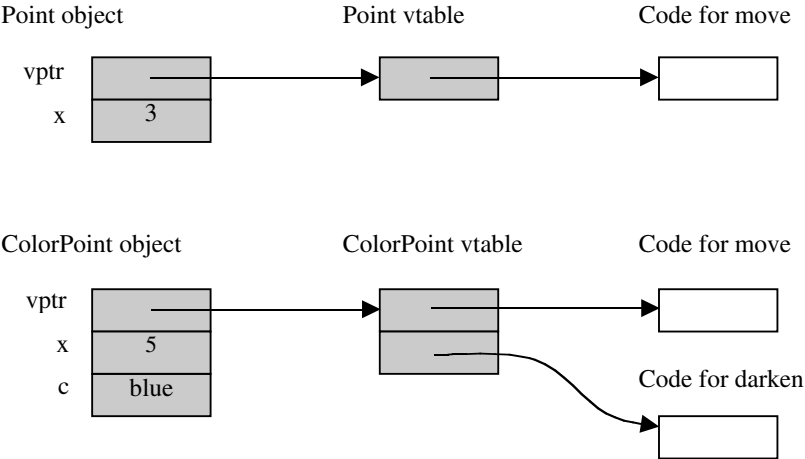 Point object
Point vtable
Code for move
vptr
x
3
ColorPoint object
ColorPoint vtable
Code for move
vptr
x
5
c
blue
Code for darken